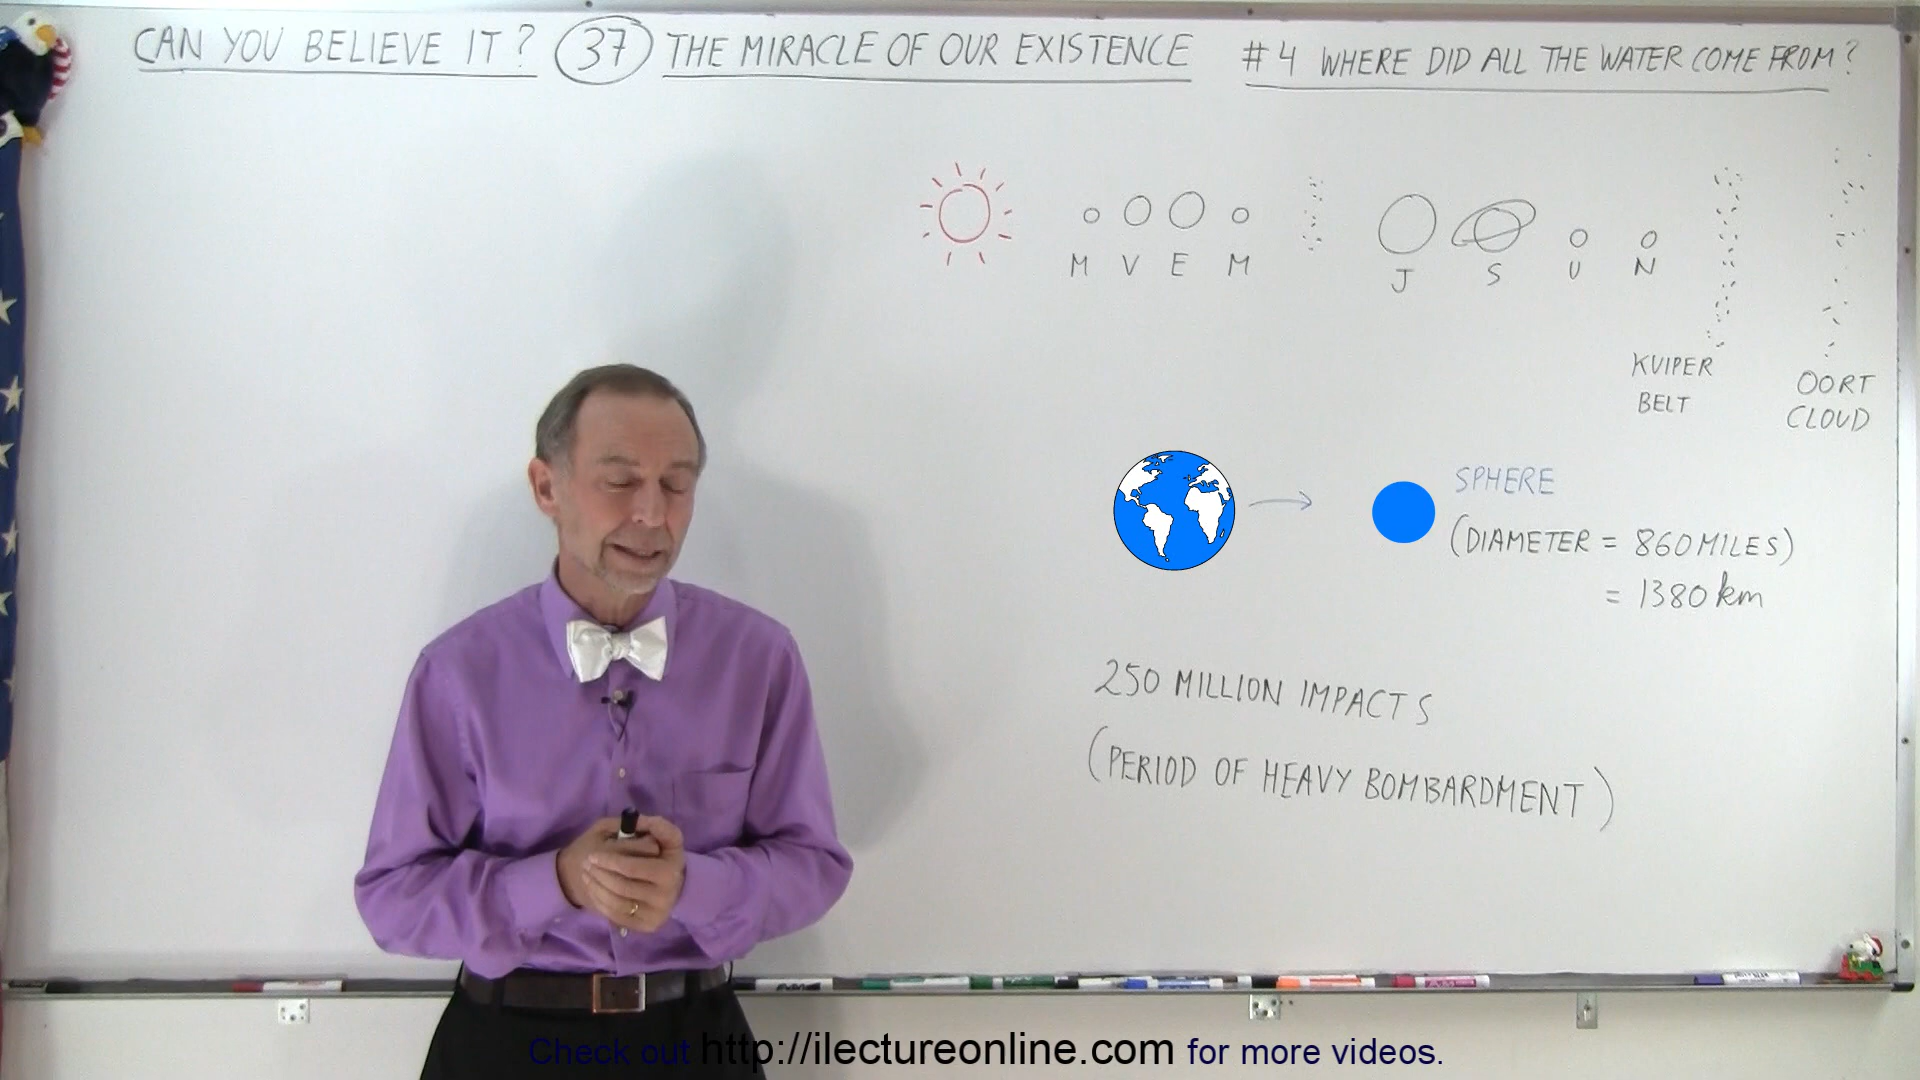 CAN YOU BELIEVE IT? 37 THE MIRACLE OF OUR EXISTENCE #4 WHERE DID ALL THE WATER COME FROM?
M V E M J S U N
KUIPER
BELT
OORT
CLOUD
SPHERE
(DIAMETER = 860 MILES)
= 1380 km
250 MILLION IMPACTS
(PERIOD OF HEAVY BOMBARDMENT)
Check out http://ilectureonline.com for more videos.